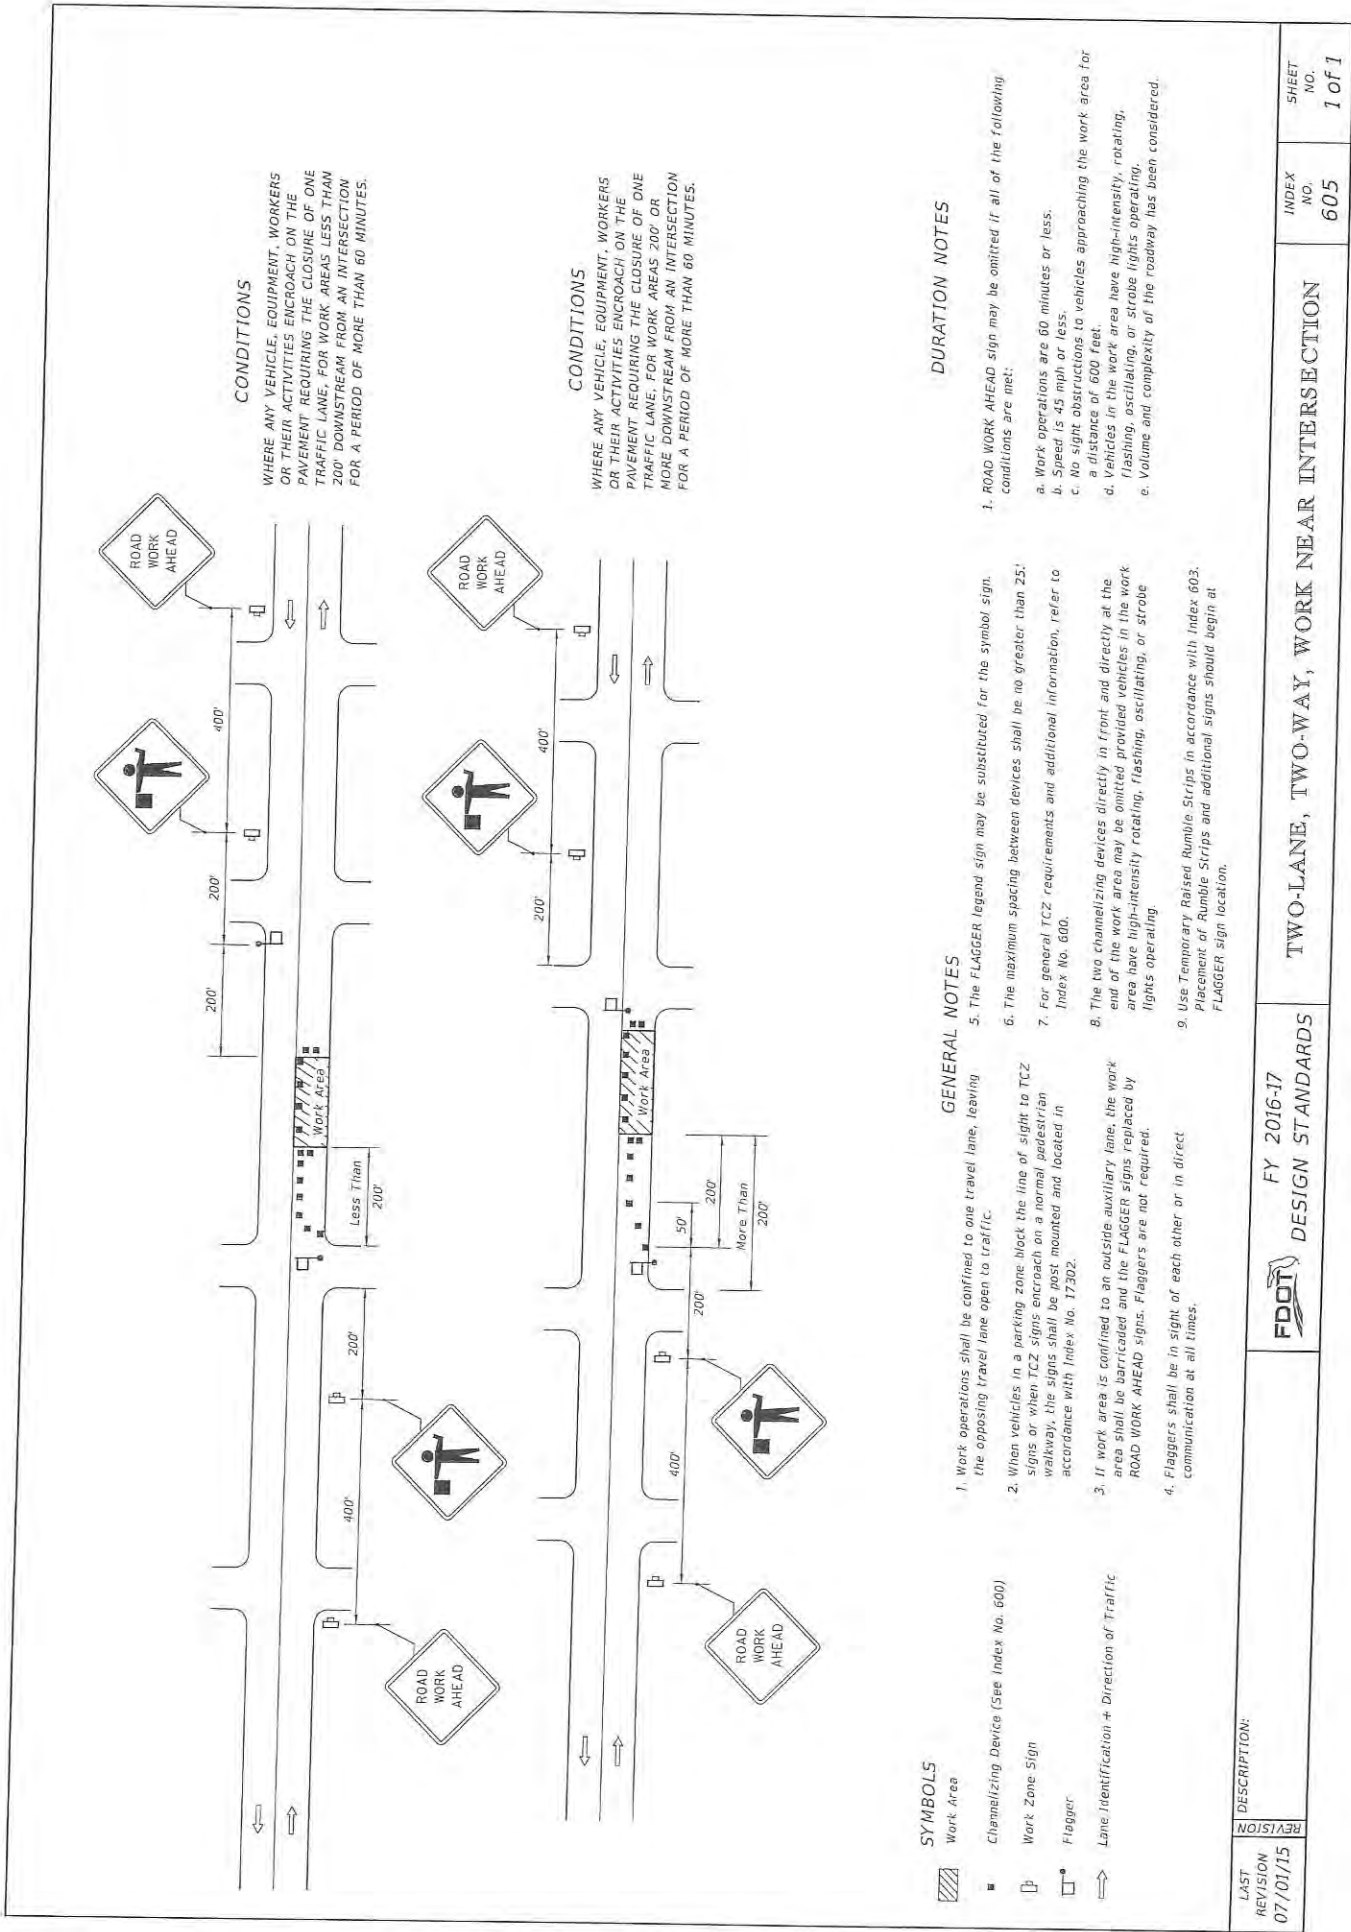 CONDITIONS
WHERE ANY VEHICLE, EQUIPMENT, WORKERS
OR THEIR ACTIVITIES ENCROACH ON THE
PAVEMENT REQUIRING THE CLOSURE OF ONE
TRAFFIC LANE, FOR WORK AREAS LESS THAN
200' DOWNSTREAM FROM AN INTERSECTION
FOR A PERIOD OF MORE THAN 60 MINUTES.
ROAD
WORK
AHEAD
400'
200'
200'
Work Area
Less Than
200'
200'
400'
ROAD
WORK
AHEAD
CONDITIONS
WHERE ANY VEHICLE, EQUIPMENT, WORKERS
OR THEIR ACTIVITIES ENCROACH ON THE
PAVEMENT REQUIRING THE CLOSURE OF ONE
TRAFFIC LANE, FOR WORK AREAS 200' OR
MORE DOWNSTREAM FROM AN INTERSECTION
FOR A PERIOD OF MORE THAN 60 MINUTES.
ROAD
WORK
AHEAD
400'
200'
Work Area
50'
200'
More Than
200'
200'
400'
ROAD
WORK
AHEAD
SYMBOLS
Work Area
Channelizing Device (See Index No. 600)
Work Zone Sign
Flagger
Lane Identification + Direction of Traffic
GENERAL NOTES
1. Work operations shall be confined to one travel lane, leaving
the opposing travel lane open to traffic.
2. When vehicles in a parking zone block the line of sight to TCZ
signs or when TCZ signs encroach on a normal pedestrian
walkway, the signs shall be post mounted and located in
accordance with Index No. 17302.
3. If work area is confined to an outside auxiliary lane, the work
area shall be barricaded and the FLAGGER signs replaced by
ROAD WORK AHEAD signs. Flaggers are not required.
4. Flaggers shall be in sight of each other or in direct
communication at all times.
5. The FLAGGER legend sign may be substituted for the symbol sign.
6. The maximum spacing between devices shall be no greater than 25'.
7. For general TCZ requirements and additional information, refer to
Index No. 600.
8. The two channelizing devices directly in front and directly at the
end of the work area may be omitted provided vehicles in the work
area have high-intensity rotating, flashing, oscillating, or strobe
lights operating.
9. Use Temporary Raised Rumble Strips in accordance with Index 603.
Placement of Rumble Strips and additional signs should begin at
FLAGGER sign location.
DURATION NOTES
1. ROAD WORK AHEAD sign may be omitted if all of the following
conditions are met:
a. Work operations are 60 minutes or less.
b. Speed is 45 mph or less.
c. No sight obstructions to vehicles approaching the work area for
a distance of 600 feet.
d. Vehicles in the work area have high-intensity, rotating,
flashing, oscillating, or strobe lights operating.
e. Volume and complexity of the roadway has been considered.
LAST
REVISION
07/01/15
REVISION
DESCRIPTION:
FDOT
FY 2016-17
DESIGN STANDARDS
TWO-LANE, TWO-WAY, WORK NEAR INTERSECTION
INDEX
NO.
605
SHEET
NO.
1 of 1